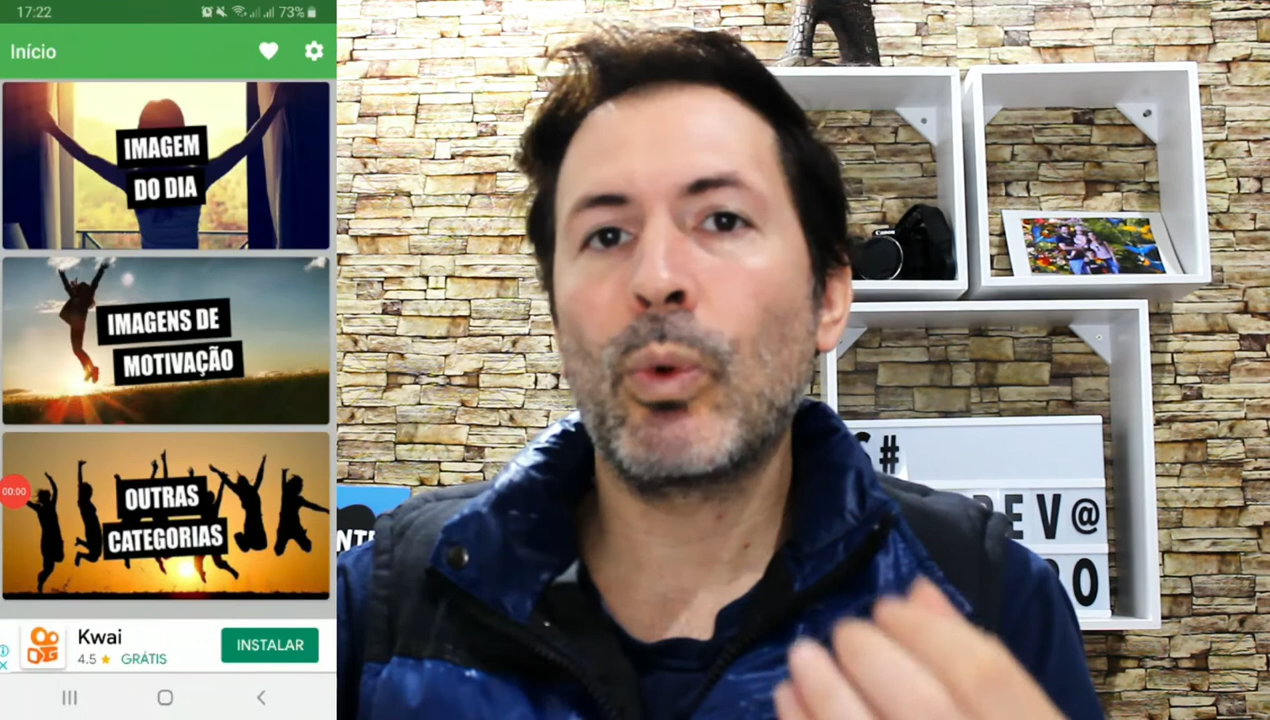 17:22
73%
Início
IMAGEM
DO DIA
IMAGENS DE
MOTIVAÇÃO
OUTRAS
CATEGORIAS
00:00
Kwai
4.5 ★ GRÁTIS
INSTALAR
Canon
#
EV@
O